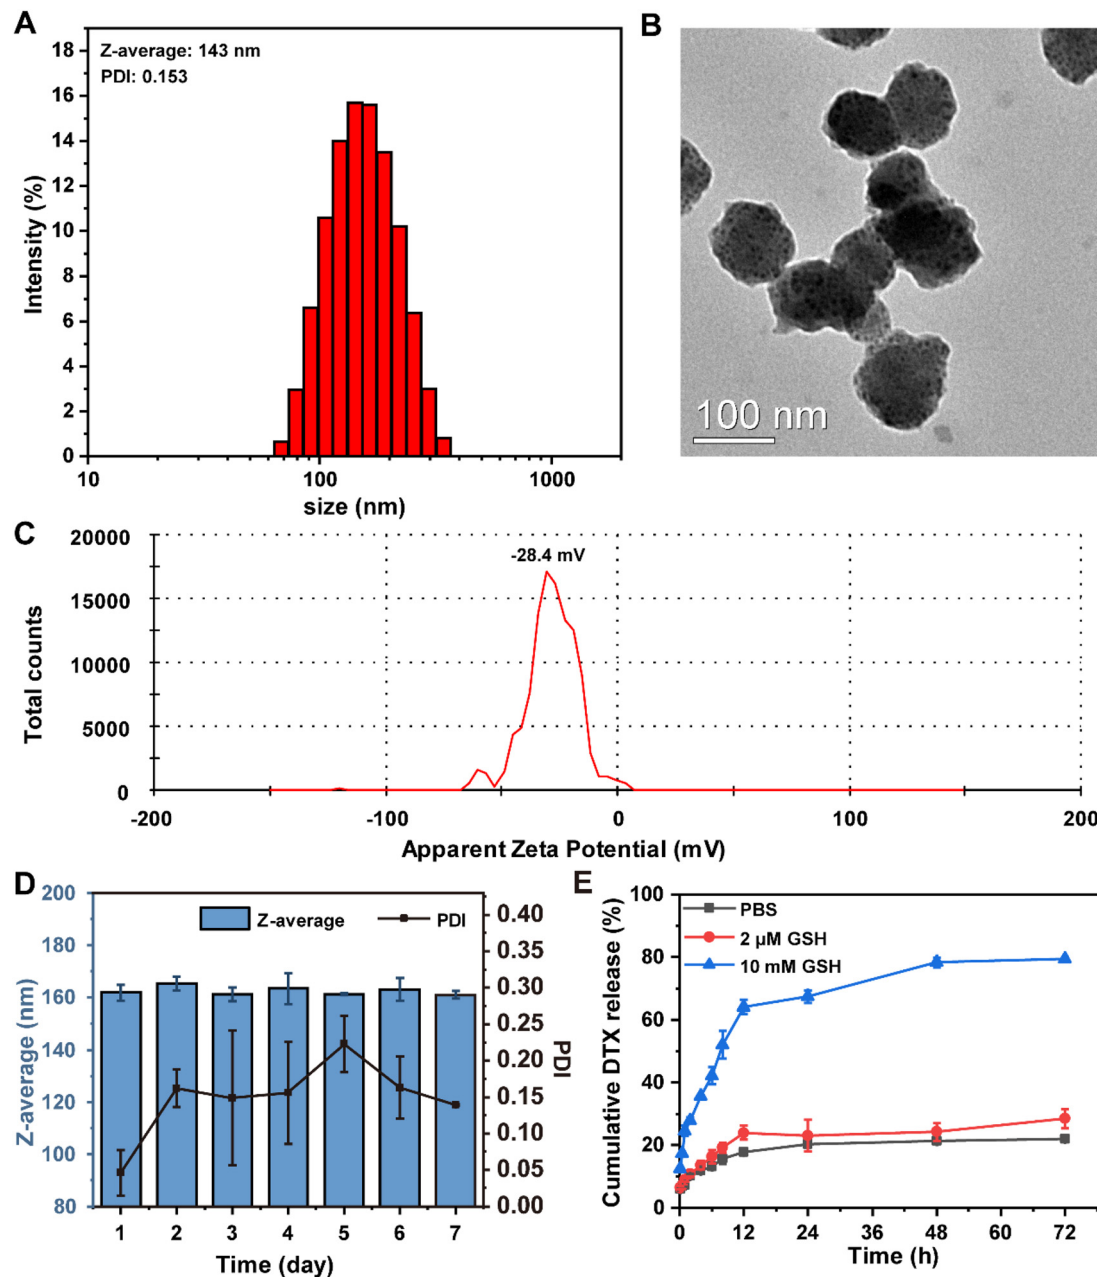 A
Z-average: 143 nm
PDI: 0.153
18
16
14
12
10
8
6
4
2
0
Intensity (%)
10
100
1000
size (nm)
B
100 nm
C
20000
15000
10000
5000
0
Total counts
-28.4 mV
-200
-100
0
100
200
Apparent Zeta Potential (mV)
D
200
180
160
140
120
100
80
Z-average (nm)
Z-average
PDI
0.40
0.35
0.30
0.25
0.20
0.15
0.10
0.05
0.00
PDI
1
2
3
4
5
6
7
Time (day)
E
100
80
60
40
20
0
Cumulative DTX release (%)
PBS
2 μM GSH
10 mM GSH
0
12
24
36
48
60
72
Time (h)